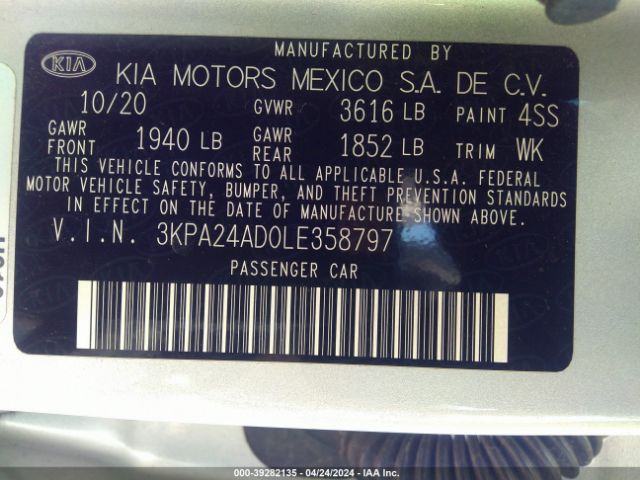 MANUFACTURED BY
KIA KIA MOTORS MEXICO S.A. DE C.V.
10/20 GVWR 3616 LB PAINT 4SS
GAWR FRONT 1940 LB GAWR REAR 1852 LB TRIM WK
THIS VEHICLE CONFORMS TO ALL APPLICABLE U.S.A. FEDERAL
MOTOR VEHICLE SAFETY, BUMPER, AND THEFT PREVENTION STANDARDS
IN EFFECT ON THE DATE OF MANUFACTURE SHOWN ABOVE.
V.I.N. 3KPA24AD0LE358797
PASSENGER CAR
000-39282135 - 04/24/2024 - IAA Inc.